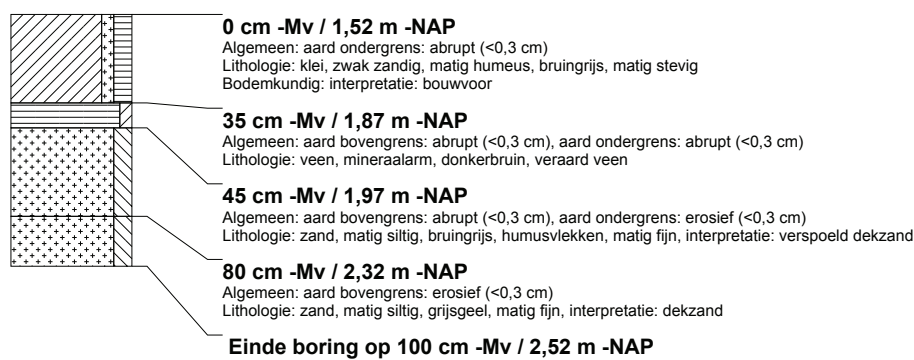 0 cm -Mv / 1,52 m -NAP
Algemeen: aard ondergrens: abrupt (<0,3 cm)
Lithologie: klei, zwak zandig, matig humeus, bruingrijs, matig stevig
Bodemkundig: interpretatie: bouwvoor
35 cm -Mv / 1,87 m -NAP
Algemeen: aard bovengrens: abrupt (<0,3 cm), aard ondergrens: abrupt (<0,3 cm)
Lithologie: veen, mineraalarm, donkerbruin, veraard veen
45 cm -Mv / 1,97 m -NAP
Algemeen: aard bovengrens: abrupt (<0,3 cm), aard ondergrens: erosief (<0,3 cm)
Lithologie: zand, matig siltig, bruingrijs, humusvlekken, matig fijn, interpretatie: verspoeld dekzand
80 cm -Mv / 2,32 m -NAP
Algemeen: aard bovengrens: erosief (<0,3 cm)
Lithologie: zand, matig siltig, grijsgeel, matig fijn, interpretatie: dekzand
Einde boring op 100 cm -Mv / 2,52 m -NAP